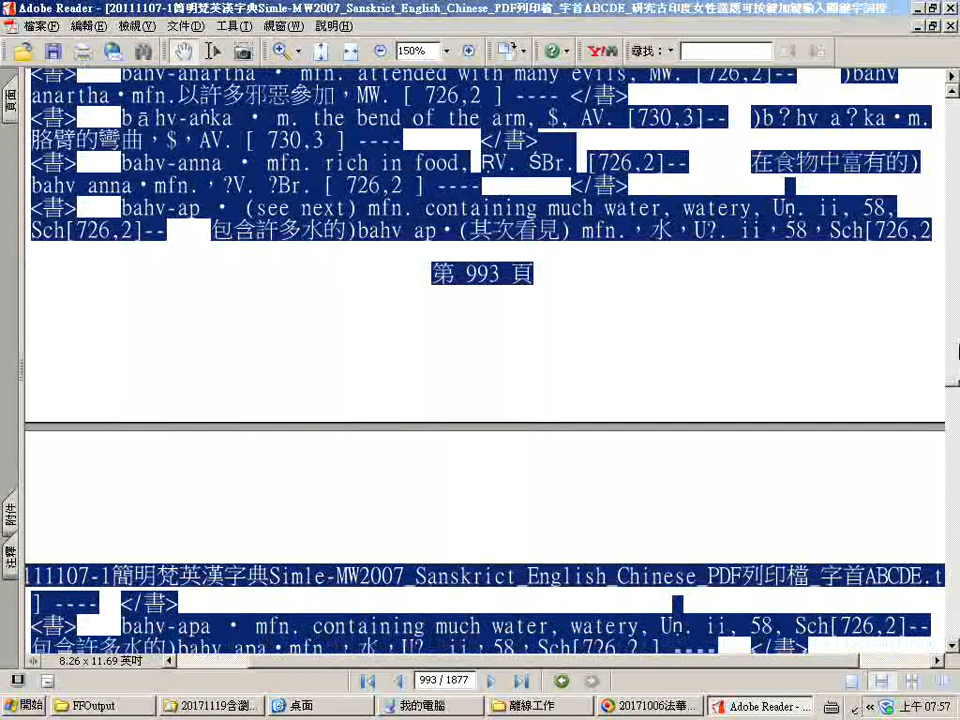 Adobe Reader - [20111107-1簡明梵英漢字典Simle-MW2007_Sanskrict_English_Chinese_PDF列印檔_字首ABCDE_研究古印度女性議題可按鍵加鍵輸入關鍵字詞搜
檔案(F) 編輯(E) 檢視(V) 文件(D) 工具(T) 視窗(W) 說明(H)
150% Y! 尋找：
頁面
<書> bahv-anartha · mfn. attended with many evils, MW. [726,2]-- )bahv
anartha·mfn.以許多邪惡參加，MW. [ 726,2 ] ---- </書>
<書> bāhv-aṅka · m. the bend of the arm, $, AV. [730,3]-- )b?hv a?ka·m.
胳臂的彎曲，$，AV. [ 730,3 ] ---- </書>
<書> bahv-anna · mfn. rich in food, ṚV. ŚBr. [726,2]-- 在食物中富有的)
bahv anna·mfn.，?V. ?Br. [ 726,2 ] ---- </書>
<書> bahv-ap · (see next) mfn. containing much water, watery, Uṇ. ii, 58,
Sch[726,2]-- 包含許多水的)bahv ap·(其次看見) mfn.，水，U?. ii，58，Sch[726,2
第 993 頁
附件
註釋
111107-1簡明梵英漢字典Simle-MW2007_Sanskrict_English_Chinese_PDF列印檔_字首ABCDE.t
] ---- </書>
<書> bahv-apa · mfn. containing much water, watery, Uṇ. ii, 58, Sch[726,2]--
包含許多水的)bahv apa·mfn.，水，U?. ii，58，Sch[726,2 ] ---- </書>
8.26 x 11.69 英吋
993 / 1877
開始 FFOutput 20171119含瀏... 桌面 我的電腦 離線工作 20171006法華... Adobe Reader - ... 上午 07:57